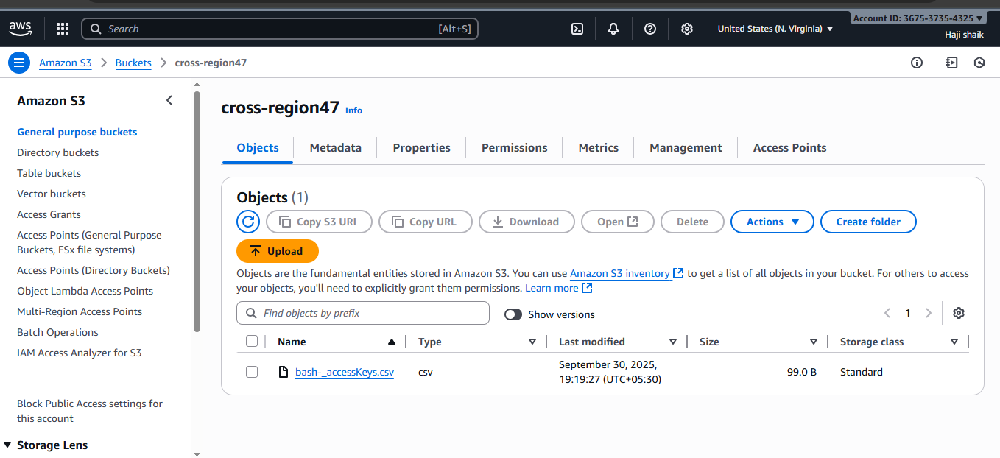 aws
Search [Alt+S]
United States (N. Virginia)
Account ID: 3675-3735-4325
Haji shaik
Amazon S3
Buckets
cross-region47
Amazon S3
General purpose buckets
Directory buckets
Table buckets
Vector buckets
Access Grants
Access Points (General Purpose
Buckets, FSx file systems)
Access Points (Directory Buckets)
Object Lambda Access Points
Multi-Region Access Points
Batch Operations
IAM Access Analyzer for S3
Block Public Access settings for
this account
Storage Lens
cross-region47 Info
Objects Metadata Properties Permissions Metrics Management Access Points
Objects (1)
Copy S3 URI Copy URL Download Open Delete Actions Create folder
Upload
Objects are the fundamental entities stored in Amazon S3. You can use Amazon S3 inventory to get a list of all objects in your bucket. For others to access
your objects, you'll need to explicitly grant them permissions. Learn more
Find objects by prefix Show versions 1
Name Type Last modified Size Storage class
bash-_accessKeys.csv csv September 30, 2025, 99.0 B Standard
19:19:27 (UTC+05:30)